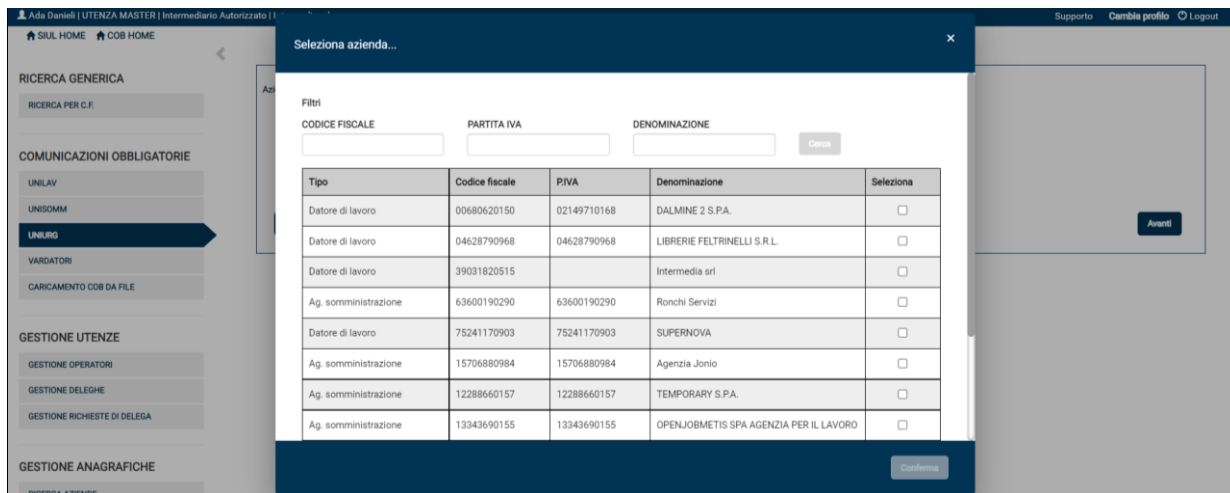 Ada Danieli | UTENZA MASTER | Intermediario Autorizzato |
Supporto Cambia profilo Logout
SIUL HOME COB HOME
Seleziona azienda... ×
RICERCA GENERICA
RICERCA PER C.F.
COMUNICAZIONI OBBLIGATORIE
UNILAV
UNISOMM
UNIURG
VARDATORI
CARICAMENTO COB DA FILE
GESTIONE UTENZE
GESTIONE OPERATORI
GESTIONE DELEGHE
GESTIONE RICHIESTE DI DELEGA
GESTIONE ANAGRAFICHE
Filtri
CODICE FISCALE PARTITA IVA DENOMINAZIONE
Cerca
Tipo Codice fiscale P.IVA Denominazione Seleziona
Datore di lavoro 00680620150 02149710168 DALMINE 2 S.P.A.
Datore di lavoro 04628790968 04628790968 LIBRERIE FELTRINELLI S.R.L.
Datore di lavoro 39031820515 Intermedia srl
Ag. somministrazione 63600190290 63600190290 Ronchi Servizi
Datore di lavoro 75241170903 75241170903 SUPERNOVA
Ag. somministrazione 15706880984 15706880984 Agenzia Jonio
Ag. somministrazione 12288660157 12288660157 TEMPORARY S.P.A.
Ag. somministrazione 13343690155 13343690155 OPENJOBMETIS SPA AGENZIA PER IL LAVORO
Avanti
Conferma